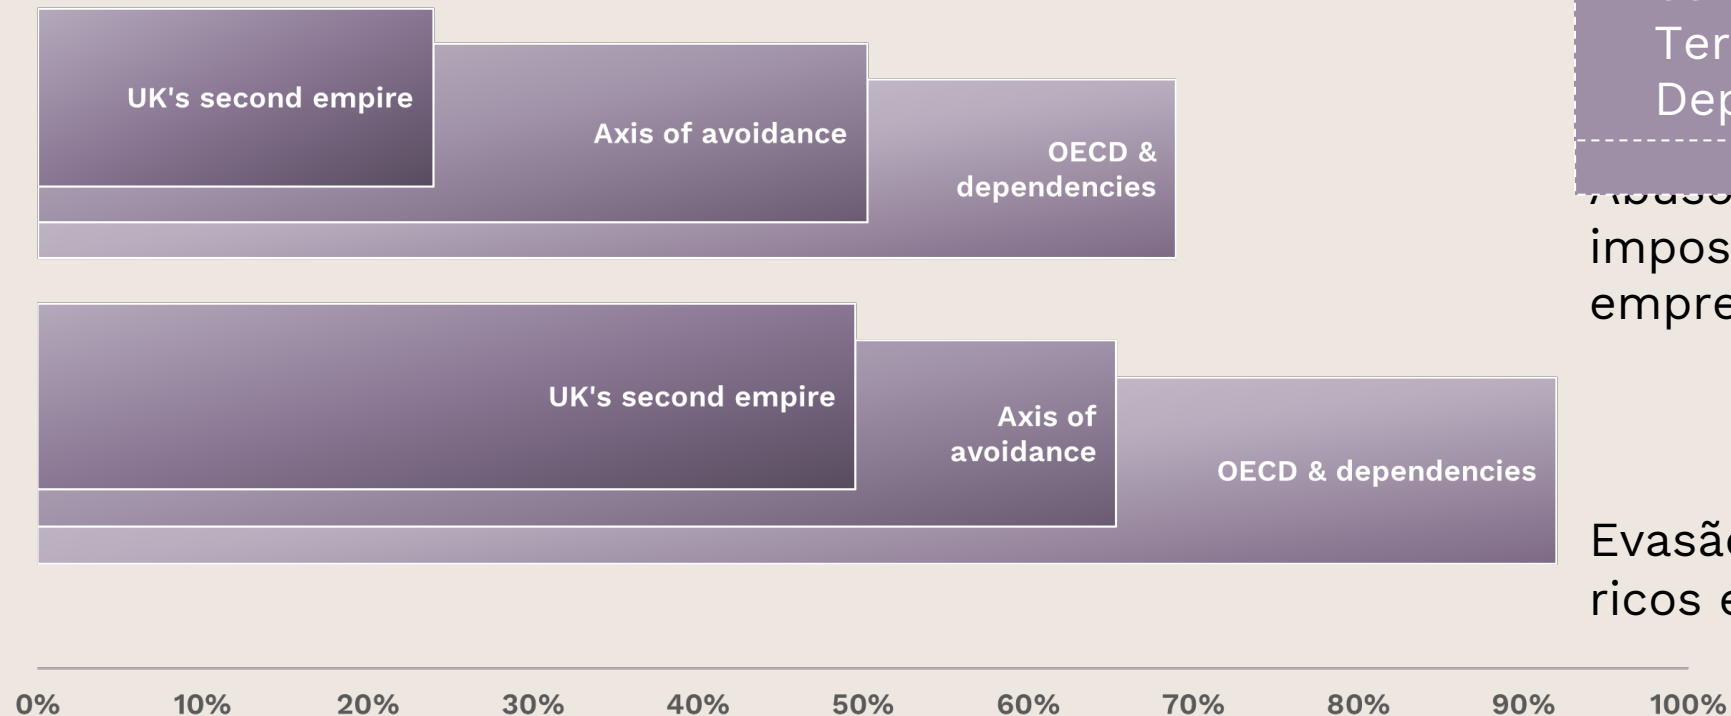 UK's second empire
Axis of avoidance
OECD &
dependencies
UK's second empire
Axis of
avoidance
OECD & dependencies
0% 10% 20% 30% 40% 50% 60% 70% 80% 90% 100%
Ter
Dep
impos
empre
Evasã
ricos e